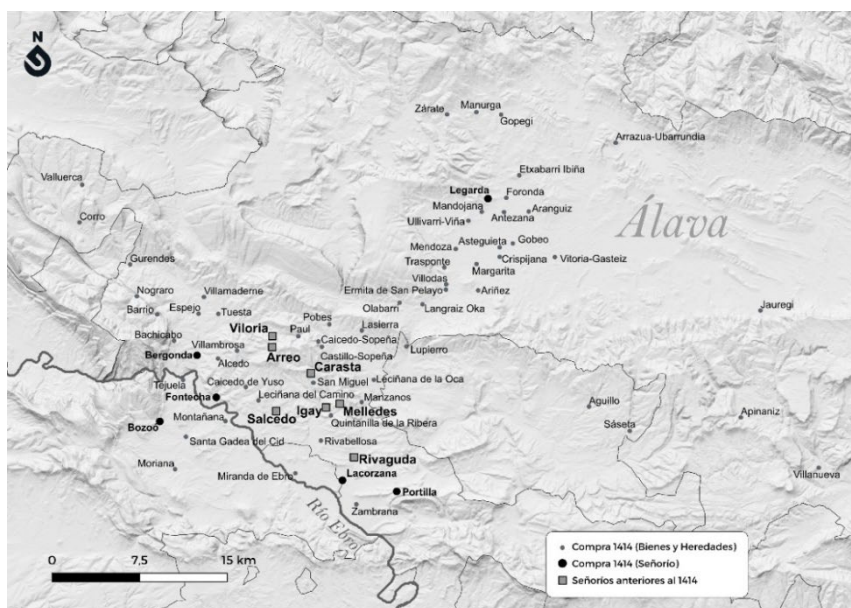 N
Zárate
Manurga
Gopegi
Arrazua-Ubarrundia
Etxabarri Ibiña
Valluerca
Legarda
Foronda
Mandojana
Antezana
Aranguiz
Ullivarri-Viña
Álava
Corro
Mendoza
Astegueta
Gobeo
Crispijana
Vitoria-Gasteiz
Gurendes
Trasponte
Margarita
Villodas
Nograro
Villamaderne
Ermita de San Pelayo
Ariñez
Barrio
Espejo
Tuesta
Olabarri
Langraiz Oka
Jauregi
Pobes
Viloria
Paul
Lasierra
Bachicabo
Villambrosa
Caicedo-Sopeña
Lupierro
Bergonda
Arreo
Castillo-Sopeña
Alcedo
Carasta
Tejuela
Caicedo de Yuso
San Miguel
Leciñana de la Oca
Fontecha
Leciñana del Camino
Manzanos
Igay
Melledes
Aguillo
Salcedo
Montañana
Quintanilla de la Ribera
Apinaniz
Bozoo
Sáseta
Santa Gadea del Cid
Rivabellosa
Rivaguda
Moriana
Miranda de Ebro
Lacorzana
Villanueva
Portilla
Río Ebro
Zambrana
0 7,5 15 km
Compra 1414 (Bienes y Heredades)
Compra 1414 (Señorío)
Señoríos anteriores al 1414